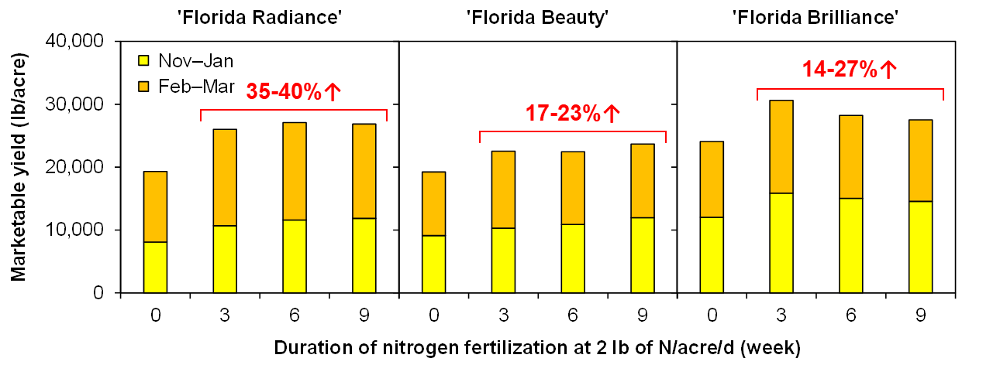 'Florida Radiance' 'Florida Beauty' 'Florida Brilliance'
Marketable yield (lb/acre)
40,000
30,000
20,000
10,000
0
Nov–Jan
Feb–Mar
35-40%↑
17-23%↑
14-27%↑
0 3 6 9 0 3 6 9 0 3 6 9
Duration of nitrogen fertilization at 2 lb of N/acre/d (week)